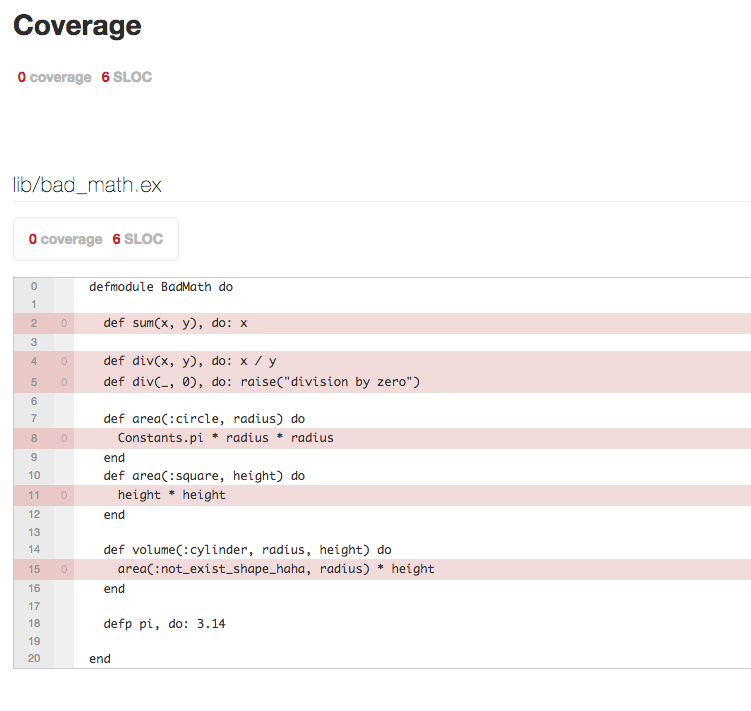 Coverage
0 coverage 6 SLOC
lib/bad_math.ex
0 coverage 6 SLOC
0 defmodule BadMath do
1
2 0 def sum(x, y), do: x
3
4 0 def div(x, y), do: x / y
5 0 def div(_, 0), do: raise("division by zero")
6
7 def area(:circle, radius) do
8 0 Constants.pi * radius * radius
9 end
10 def area(:square, height) do
11 0 height * height
12 end
13
14 def volume(:cylinder, radius, height) do
15 0 area(:not_exist_shape_haha, radius) * height
16 end
17
18 defp pi, do: 3.14
19
20 end